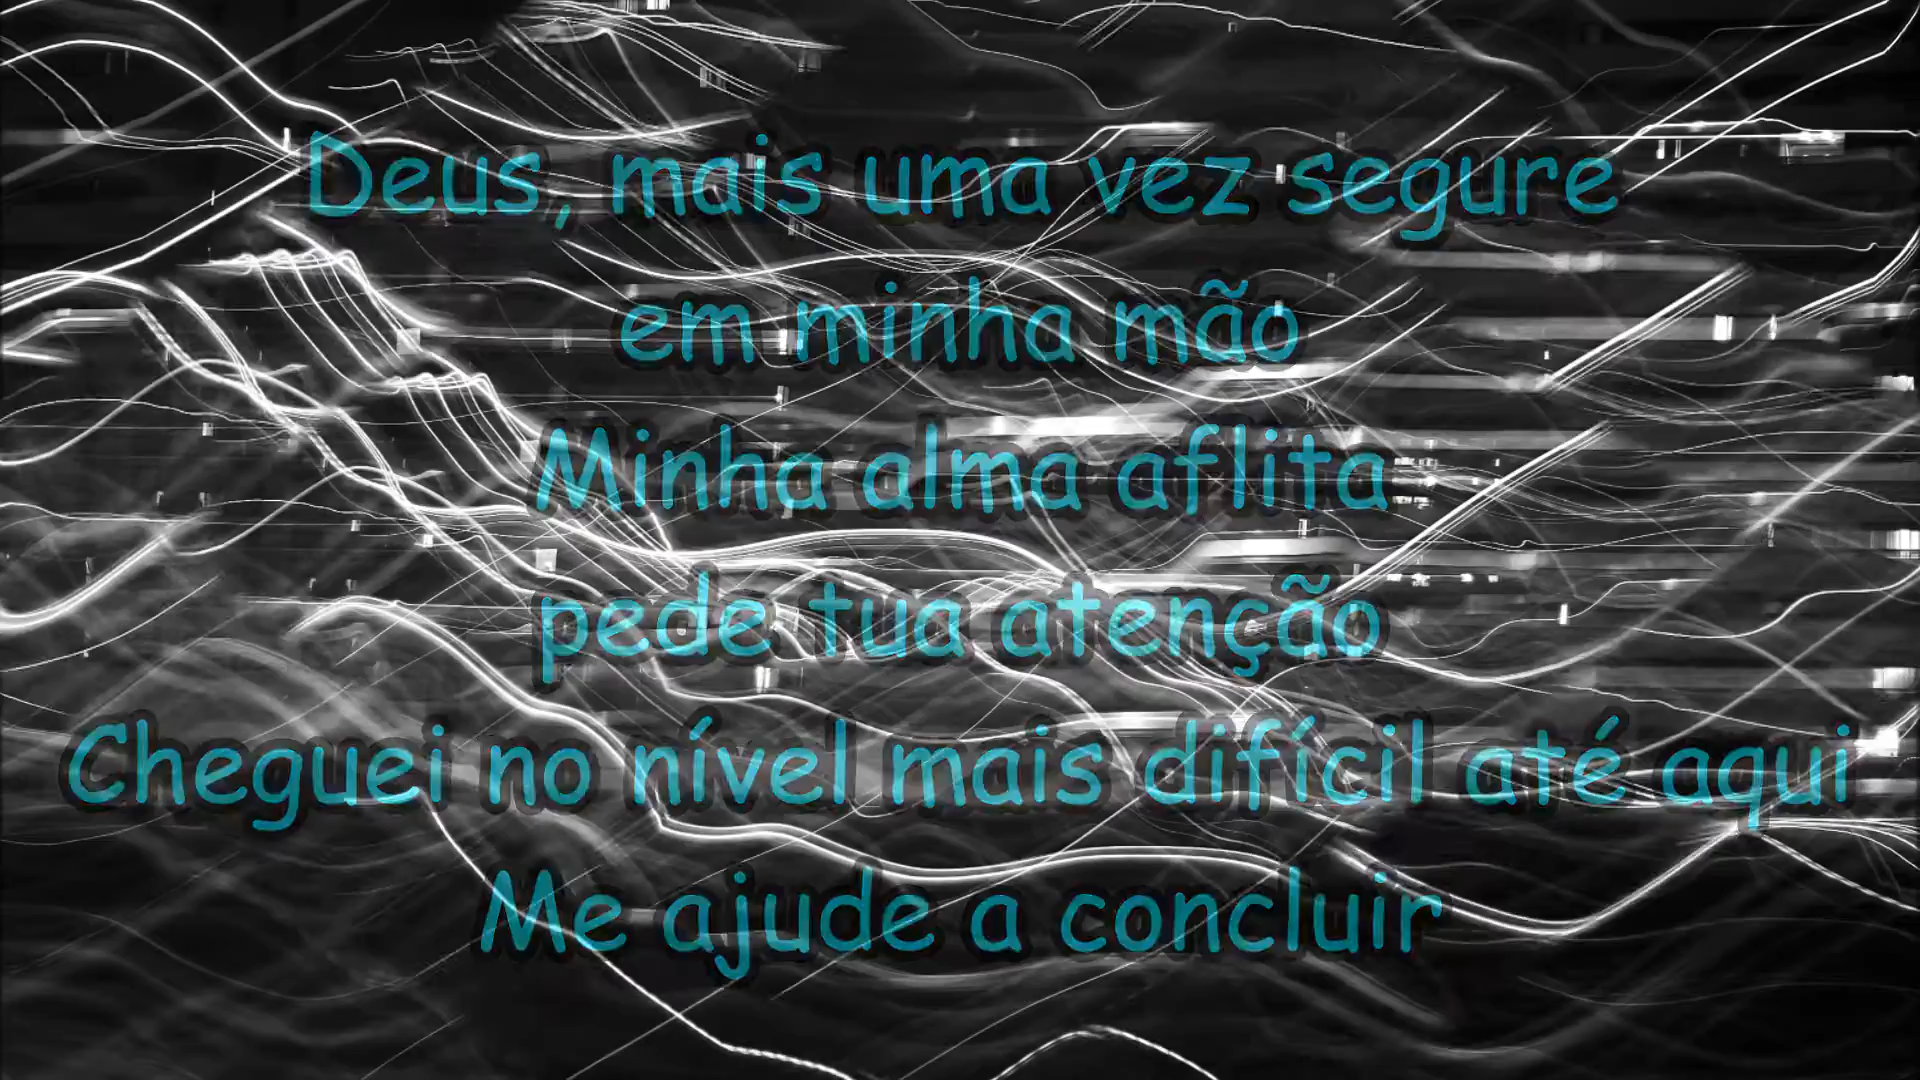 Deus, mais uma vez segure
em minha mão
Minha alma aflita
pede tua atenção
Cheguei no nível mais difícil até aqui
Me ajude a concluir